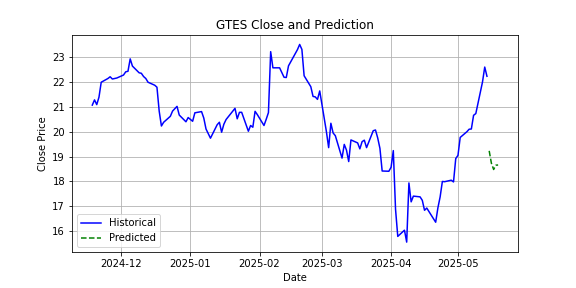 GTES Close and Prediction
Close Price
23
22
21
20
19
18
17
16
Historical
Predicted
2024-12 2025-01 2025-02 2025-03 2025-04 2025-05
Date